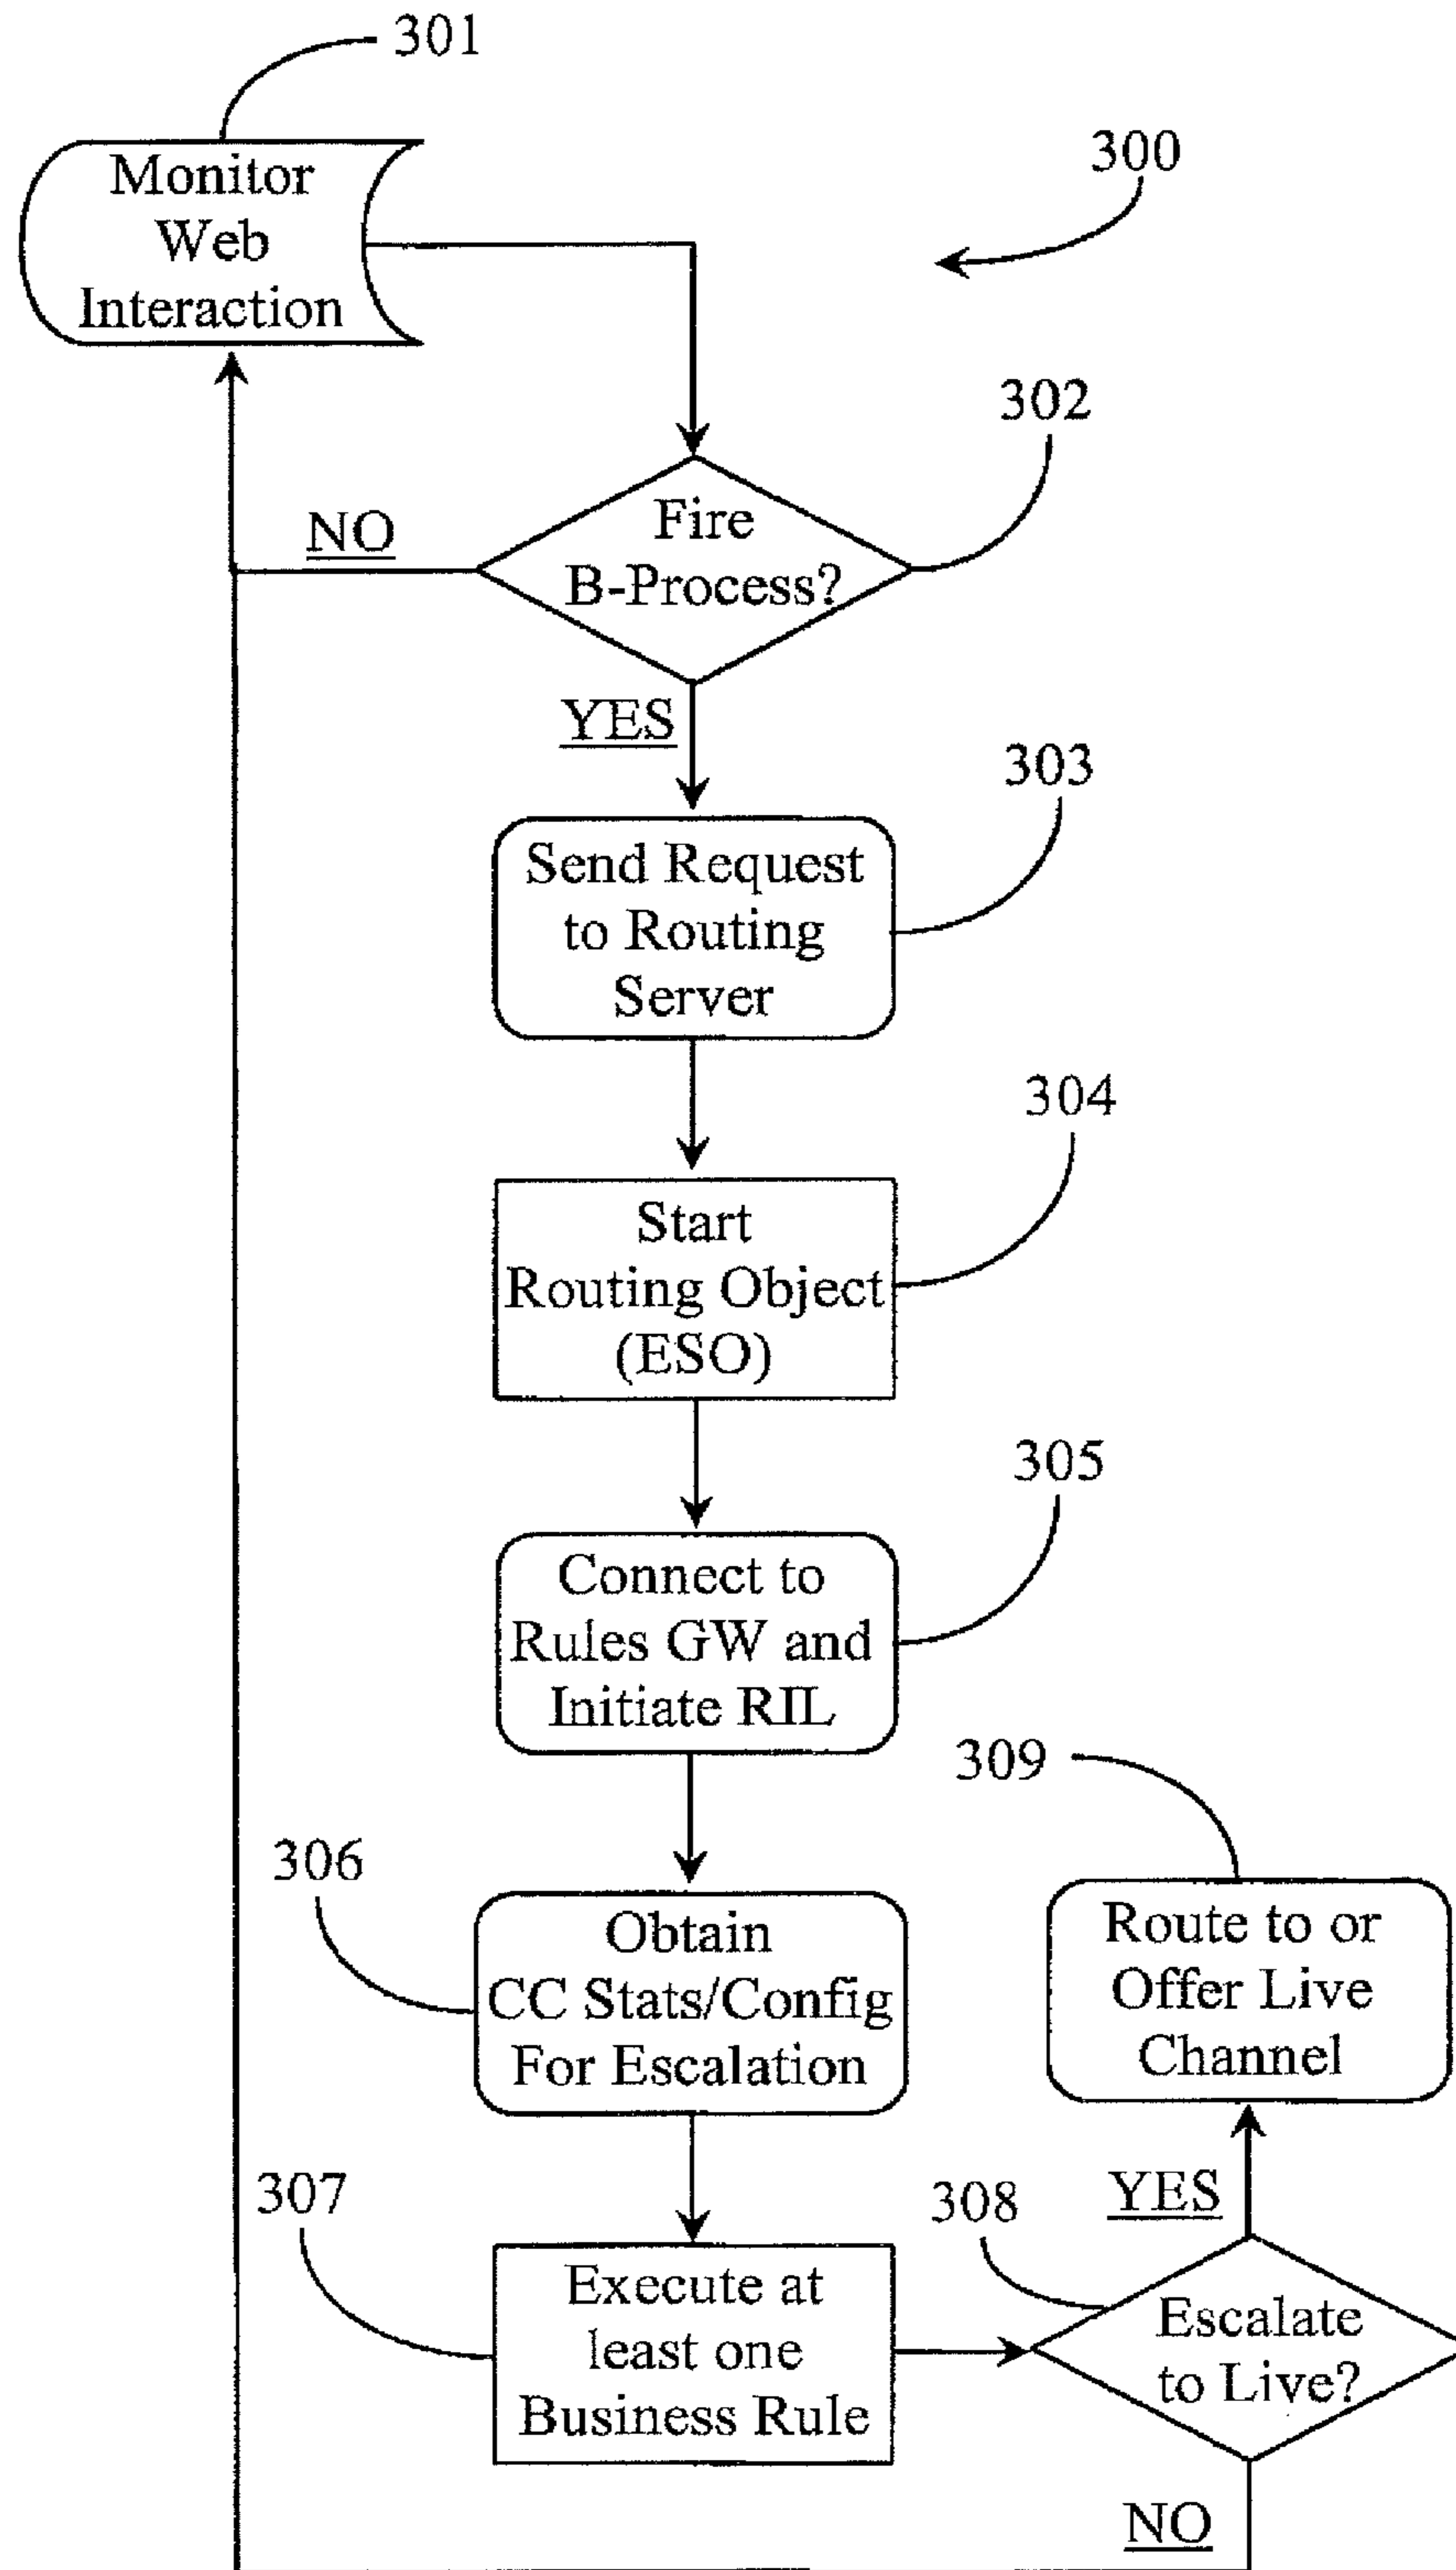 301
Monitor
Web
Interaction
300
302
Fire
B-Process?
NO
YES
303
Send Request
to Routing
Server
304
Start
Routing Object
(ESO)
305
Connect to
Rules GW and
Initiate RIL
306
Obtain
CC Stats/Config
For Escalation
309
Route to or
Offer Live
Channel
307
Execute at
least one
Business Rule
308
YES
Escalate
to Live?
NO